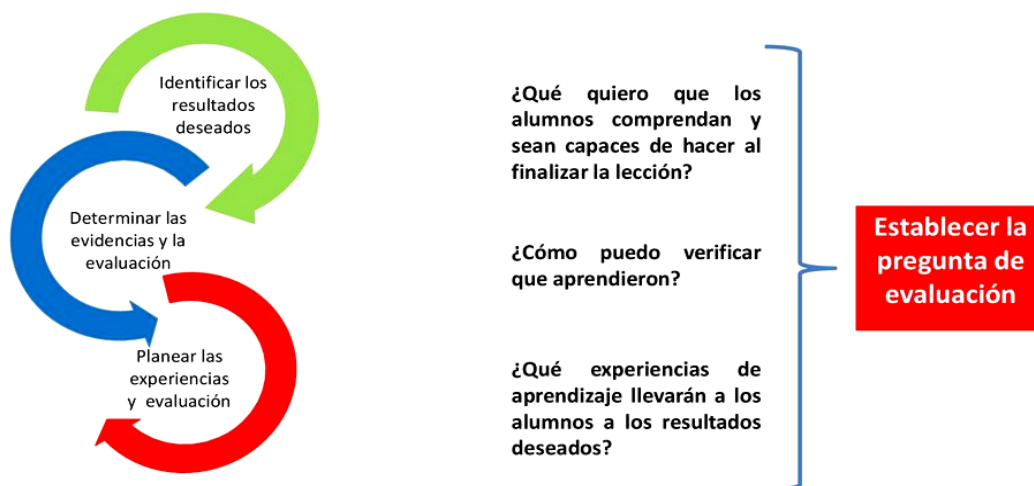 Identificar los
resultados
deseados
Determinar las
evidencias y la
evaluación
Planear las
experiencias
y evaluación
¿Qué quiero que los
alumnos comprendan y
sean capaces de hacer al
finalizar la lección?
¿Cómo puedo verificar
que aprendieron?
¿Qué experiencias de
aprendizaje llevarán a los
alumnos a los resultados
deseados?
Establecer la
pregunta de
evaluación